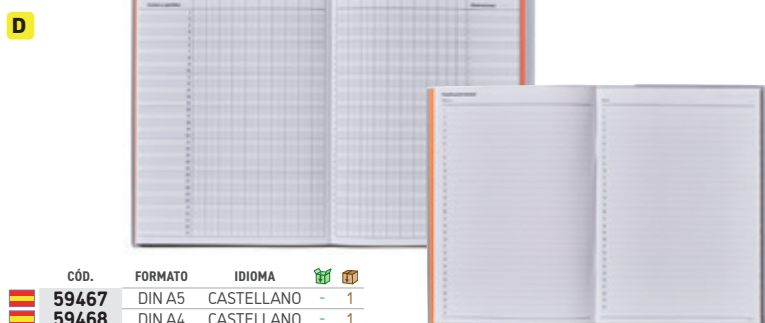 D
CÓD. FORMATO IDIOMA
59467 DIN A5 CASTELLANO - 1
59468 DIN A4 CASTELLANO - 1